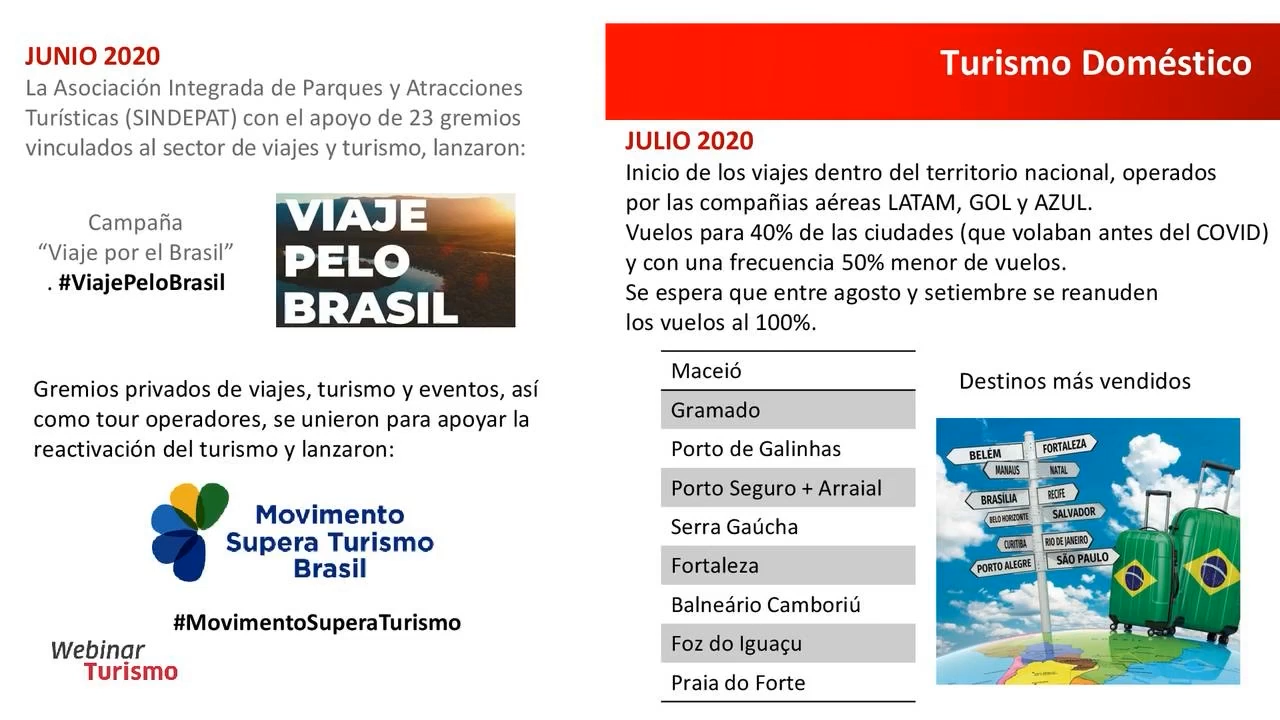 JUNIO 2020
La Asociación Integrada de Parques y Atracciones
Turísticas (SINDEPAT) con el apoyo de 23 gremios
vinculados al sector de viajes y turismo, lanzaron:
Campaña
“Viaje por el Brasil”
. #ViajePeloBrasil
VIAJE
PELO
BRASIL
Gremios privados de viajes, turismo y eventos, así
como tour operadores, se unieron para apoyar la
reactivación del turismo y lanzaron:
Movimento
Supera Turismo
Brasil
#MovimentoSuperaTurismo
Webinar
Turismo
Turismo Doméstico
JULIO 2020
Inicio de los viajes dentro del territorio nacional, operados
por las compañias aéreas LATAM, GOL y AZUL.
Vuelos para 40% de las ciudades (que volaban antes del COVID)
y con una frecuencia 50% menor de vuelos.
Se espera que entre agosto y setiembre se reanuden
los vuelos al 100%.
Maceió
Gramado
Porto de Galinhas
Porto Seguro + Arraial
Serra Gaúcha
Fortaleza
Balneário Camboriú
Foz do Iguaçu
Praia do Forte
Destinos más vendidos
BELÉM
FORTALEZA
MANAUS
NATAL
BRASÍLIA
RECIFE
BELO HORIZONTE
SALVADOR
CURITIBA
RIO DE JANEIRO
PORTO ALEGRE
SÃO PAULO